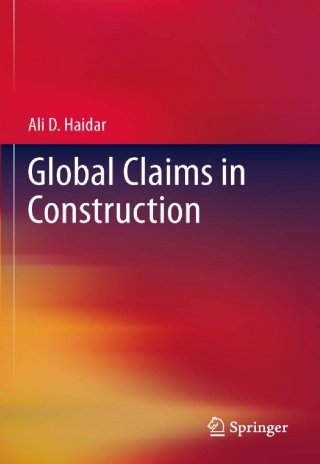 Ali D. Haidar
Global Claims in
Construction
Springer